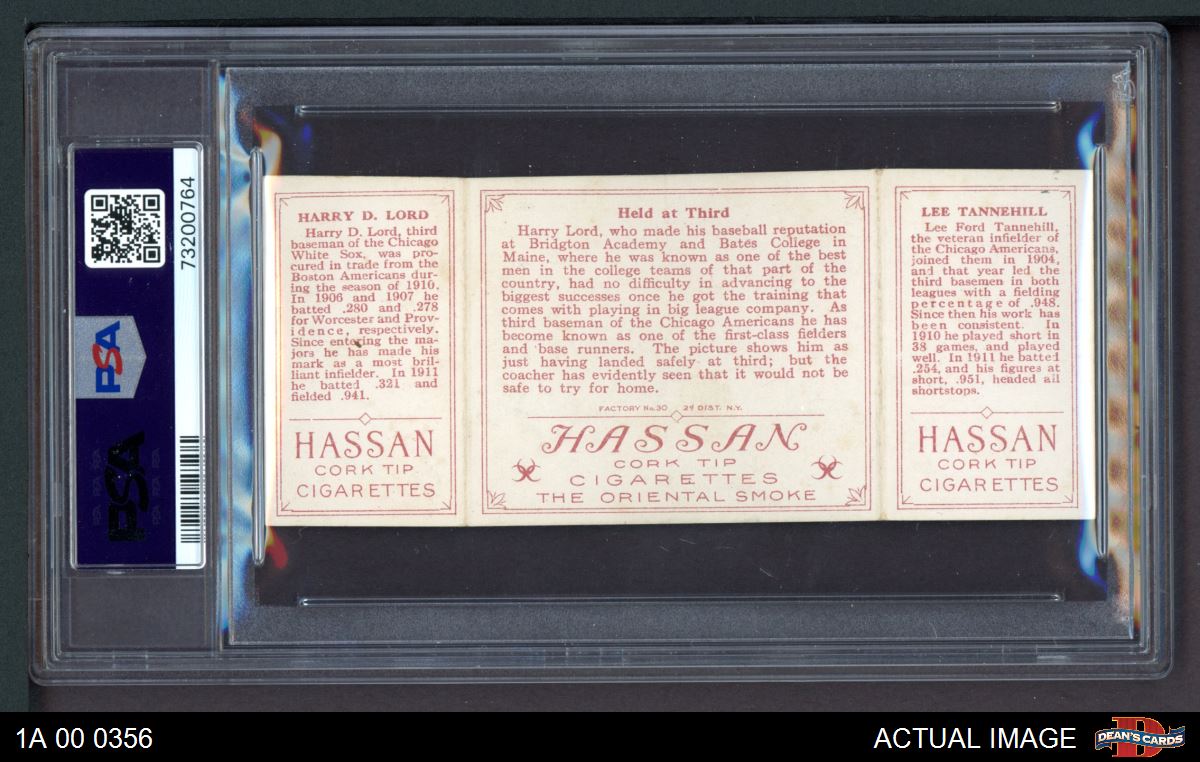 73200764
PSA
PSA
HARRY D. LORD
Harry D. Lord, third
baseman of the Chicago
White Sox, was pro-
cured in trade from the
Boston Americans dur-
ing the season of 1910.
In 1906 and 1907 he
batted .280 and .278
for Worcester and Prov-
idence, respectively.
Since entering the ma-
jors he has made his
mark as a most bril-
liant infielder. In 1911
he batted .321 and
fielded .941.
HASSAN
CORK TIP
CIGARETTES
Held at Third
Harry Lord, who made his baseball reputation
at Bridgton Academy and Bates College in
Maine, where he was known as one of the best
men in the college teams of that part of the
country, had no difficulty in advancing to the
biggest successes once he got the training that
comes with playing in big league company. As
third baseman of the Chicago Americans he has
become known as one of the first-class fielders
and base runners. The picture shows him as
just having landed safely at third; but the
coacher has evidently seen that it would not be
safe to try for home.
FACTORY No. 30 2d DIST. N.Y.
HASSAN
CORK TIP
CIGARETTES
THE ORIENTAL SMOKE
LEE TANNEHILL
Lee Ford Tannehill,
the veteran infielder of
the Chicago Americans,
joined them in 1904,
and that year led the
third basemen in both
leagues with a fielding
percentage of .948.
Since then his work has
been consistent. In
1910 he played short in
38 games, and played
well. In 1911 he batted
.254, and his figures at
short, .951, headed all
shortstops.
HASSAN
CORK TIP
CIGARETTES
1A 00 0356
ACTUAL IMAGE
DEAN'S CARDS